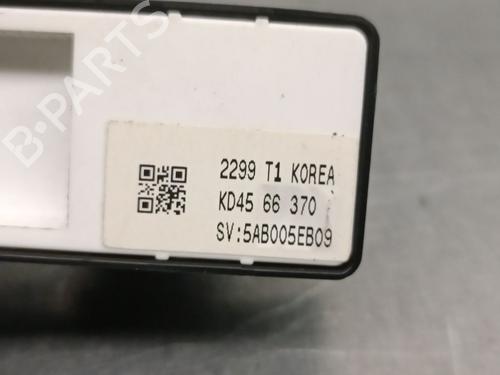 B-PARTS
2299 T1 KOREA
KD45 66 370
SV:5AB005EB09